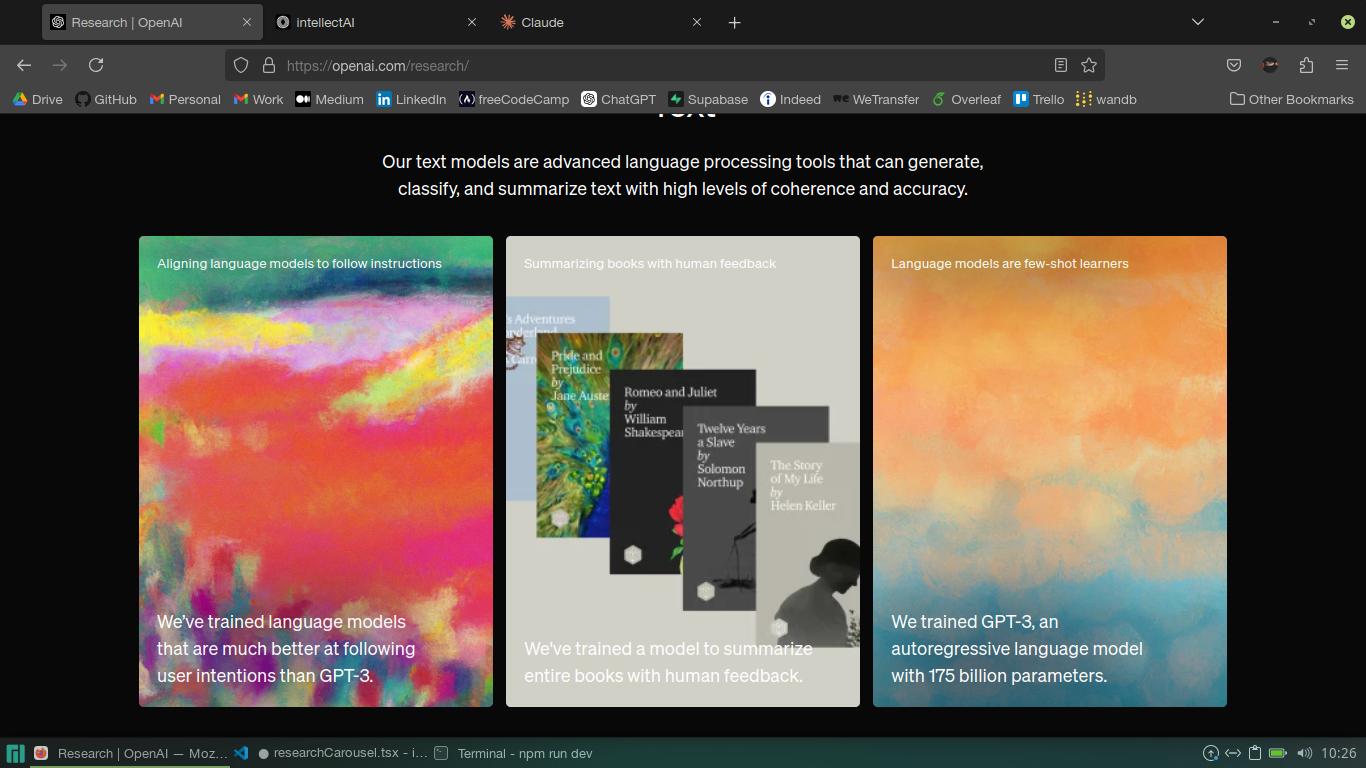 Research | OpenAI
intellectAI
Claude
https://openai.com/research/
Drive
GitHub
Personal
Work
Medium
LinkedIn
freeCodeCamp
ChatGPT
Supabase
Indeed
WeTransfer
Overleaf
Trello
wandb
Other Bookmarks
Text
Our text models are advanced language processing tools that can generate,
classify, and summarize text with high levels of coherence and accuracy.
Aligning language models to follow instructions
We've trained language models
that are much better at following
user intentions than GPT-3.
Summarizing books with human feedback
's Adventures
Pride and
Prejudice
by
Jane Auste
Romeo and Juliet
by
William
Shakespear
Twelve Years
a Slave
by
Solomon
Northup
The Story
of My Life
by
Helen Keller
We've trained a model to summarize
entire books with human feedback.
Language models are few-shot learners
We trained GPT-3, an
autoregressive language model
with 175 billion parameters.
Research | OpenAI — Moz...
researchCarousel.tsx - i...
Terminal - npm run dev
10:26